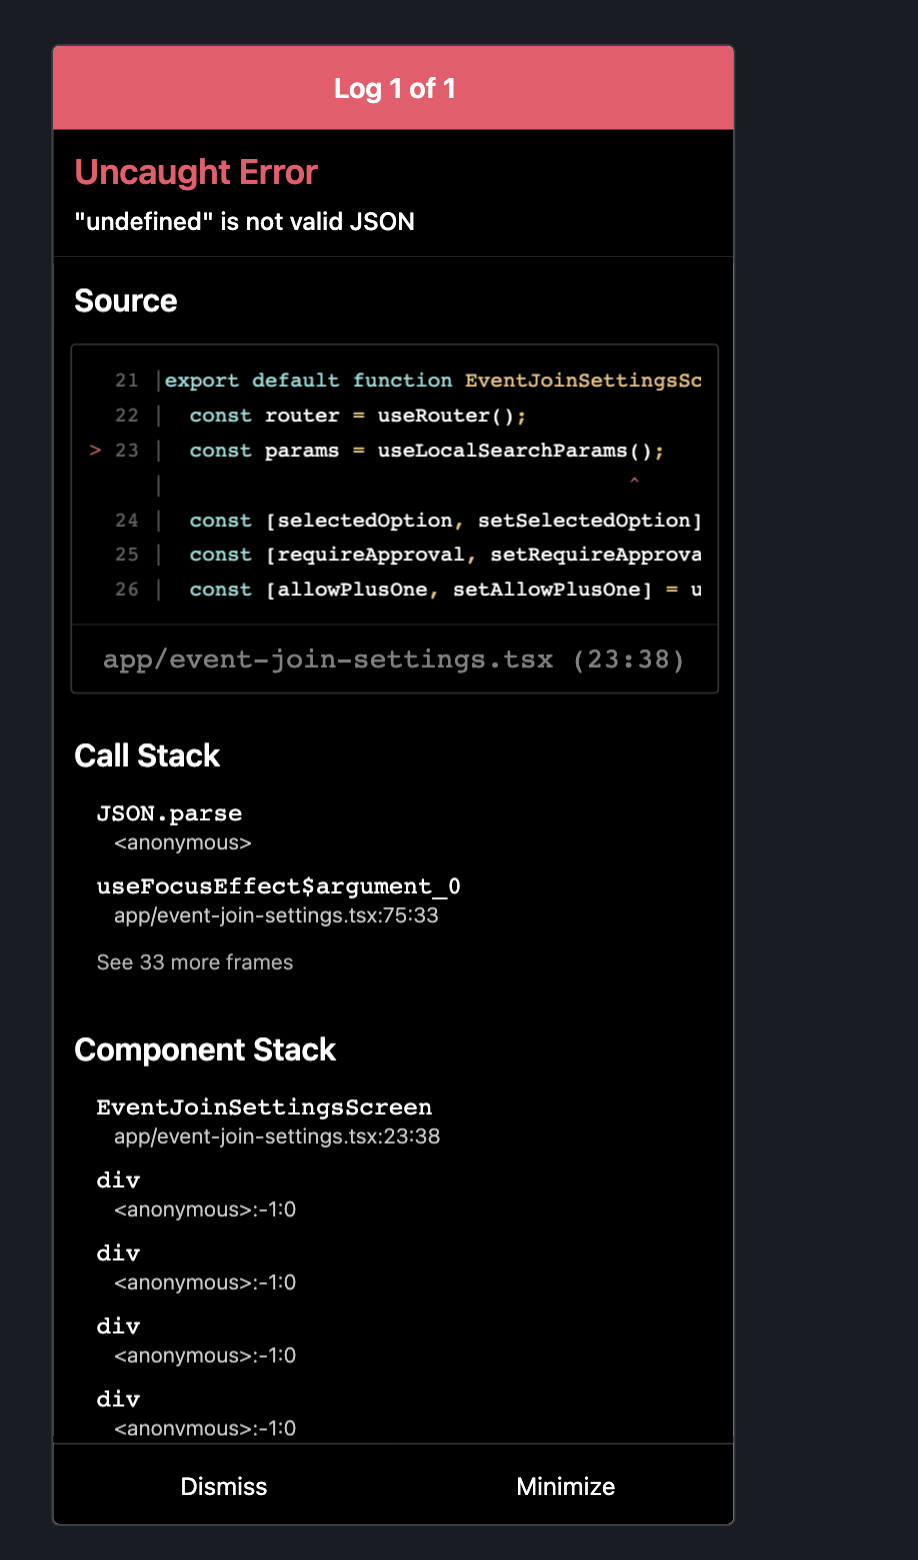 Log 1 of 1
Uncaught Error
"undefined" is not valid JSON
Source
21 |export default function EventJoinSettingsSc
22 |  const router = useRouter();
> 23 |  const params = useLocalSearchParams();
|                                      ^
24 |  const [selectedOption, setSelectedOption]
25 |  const [requireApproval, setRequireApprova
26 |  const [allowPlusOne, setAllowPlusOne] = u
app/event-join-settings.tsx (23:38)
Call Stack
JSON.parse
<anonymous>
useFocusEffect$argument_0
app/event-join-settings.tsx:75:33
See 33 more frames
Component Stack
EventJoinSettingsScreen
app/event-join-settings.tsx:23:38
div
<anonymous>:-1:0
div
<anonymous>:-1:0
div
<anonymous>:-1:0
div
<anonymous>:-1:0
Dismiss
Minimize